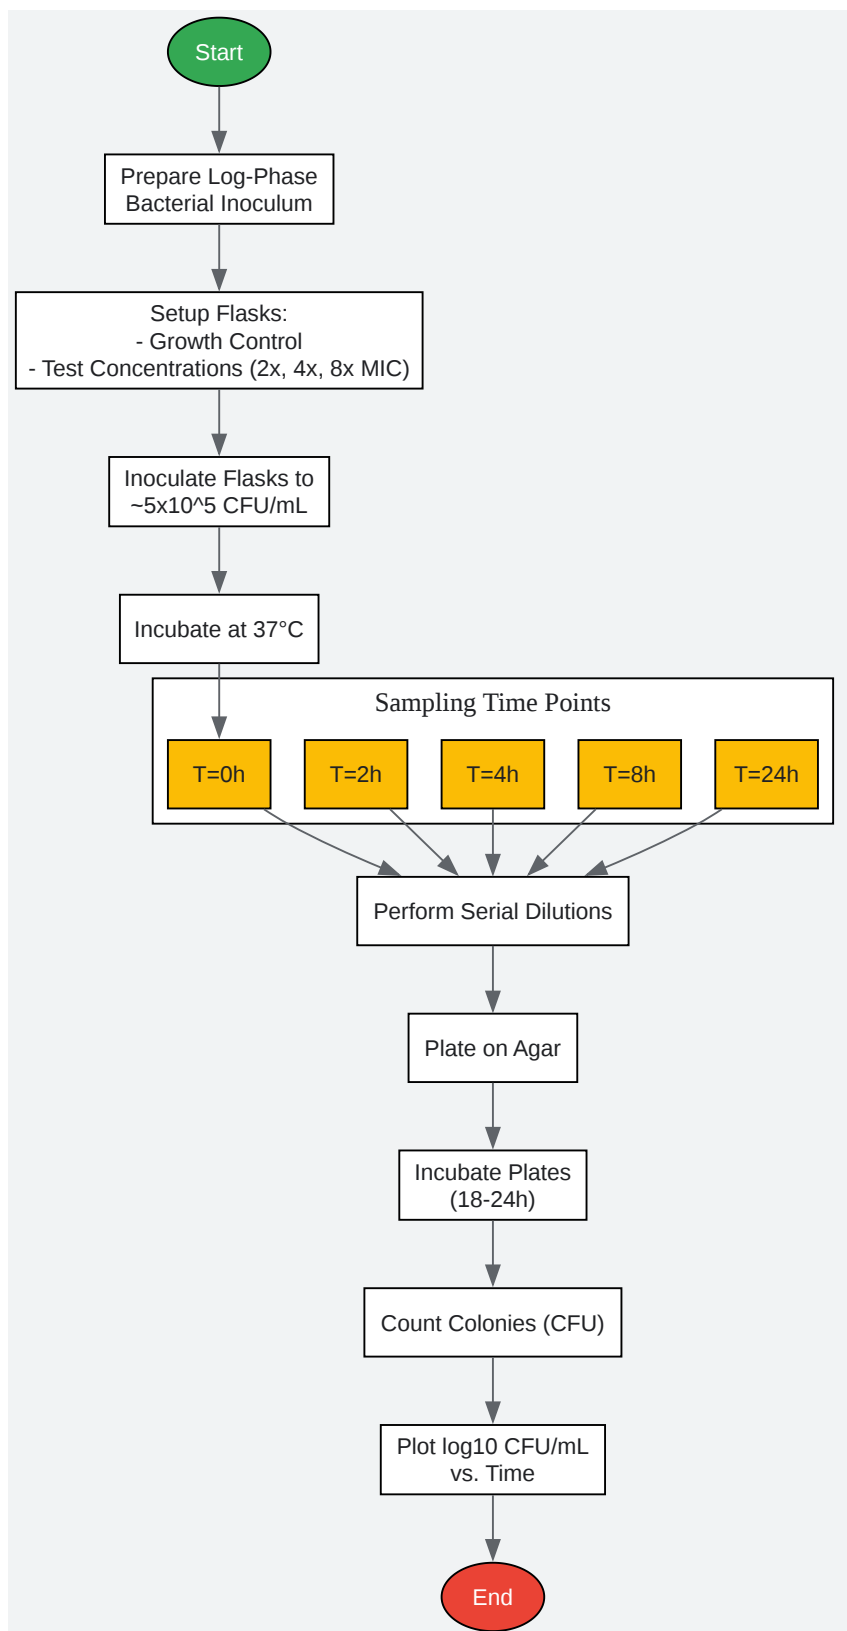 Start
Prepare Log-Phase
Bacterial Inoculum
Setup Flasks:
- Growth Control
- Test Concentrations (2x, 4x, 8x MIC)
Inoculate Flasks to
~5x10^5 CFU/mL
Incubate at 37°C
Sampling Time Points
T=0h
T=2h
T=4h
T=8h
T=24h
Perform Serial Dilutions
Plate on Agar
Incubate Plates
(18-24h)
Count Colonies (CFU)
Plot log10 CFU/mL
vs. Time
End